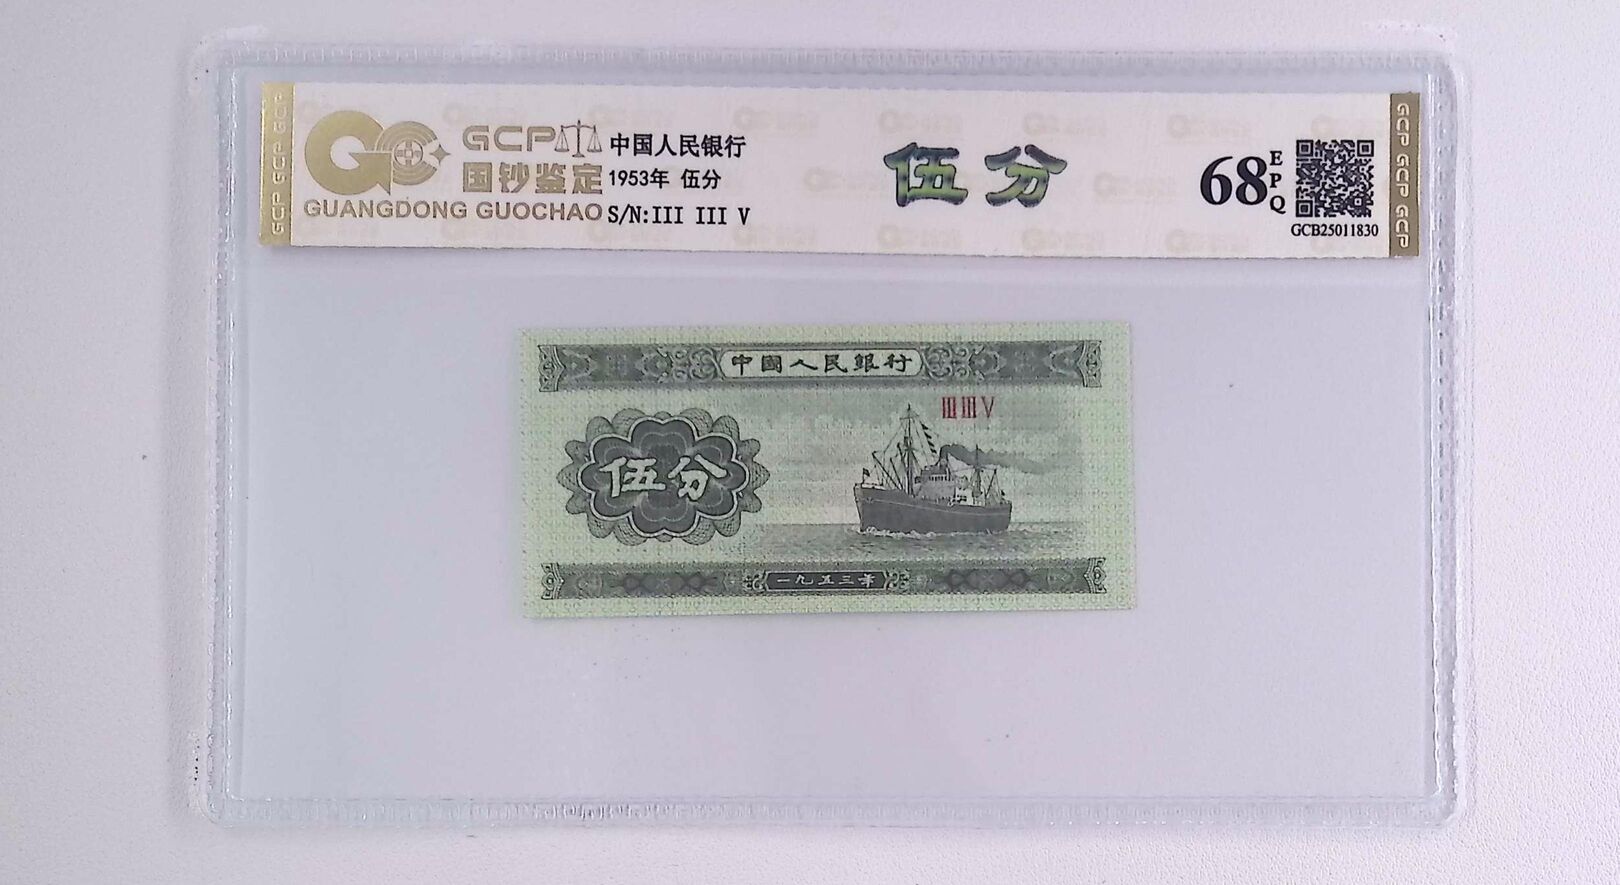 GCP GCP GCP
GCP
国钞鉴定
GUANGDONG GUOCHAO
中国人民银行
1953年 伍分
S/N:III III V
伍分
68
EPQ
GCB25011830
GCP GCP GCP
中國人民銀行
III III V
伍分
一九五三年